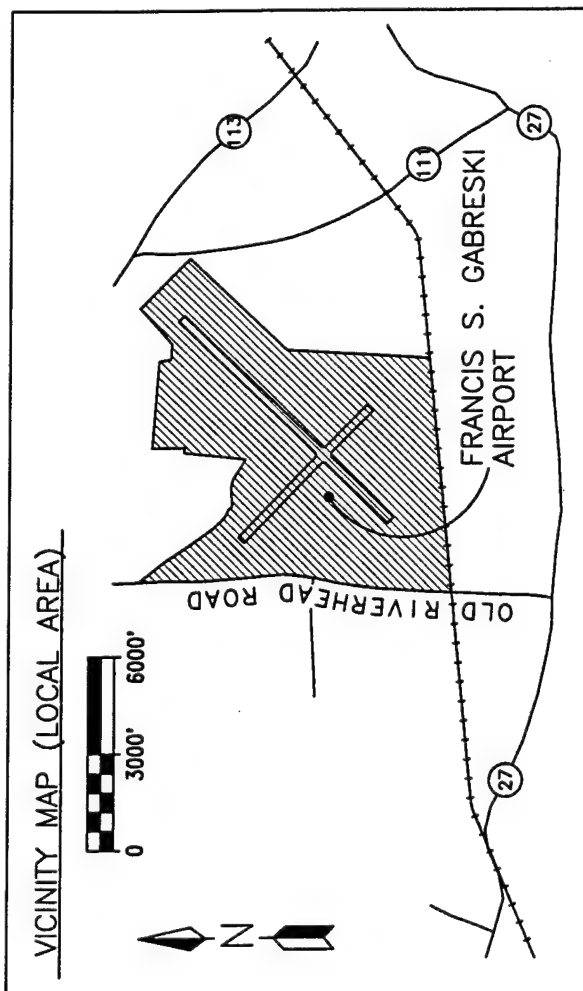 VICINITY MAP (LOCAL AREA)
0 3000' 6000'
N
113
111
27
OLD RIVERHEAD ROAD
FRANCIS S. GABRESKI
AIRPORT
27